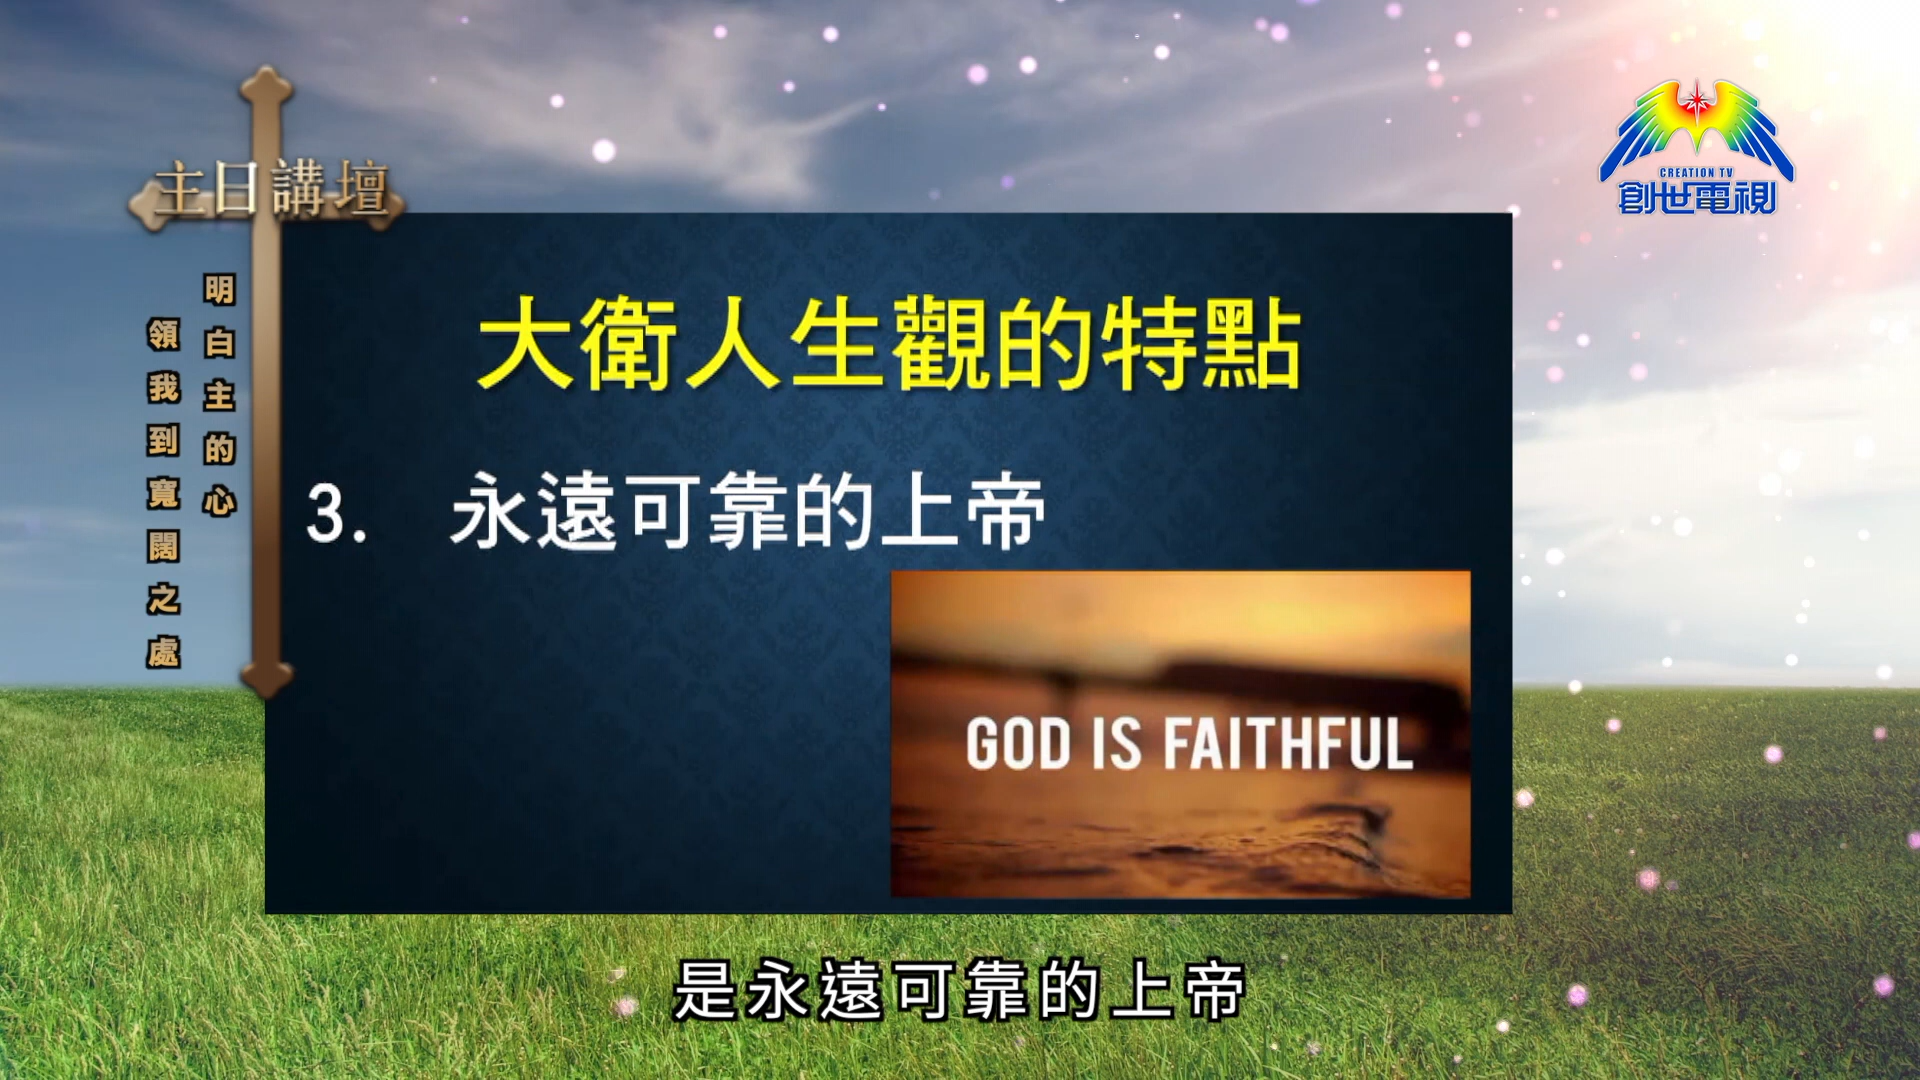 主日講壇
CREATION TV
創世電視
明白主的心
領我到寬闊之處
大衛人生觀的特點
3. 永遠可靠的上帝
GOD IS FAITHFUL
是永遠可靠的上帝